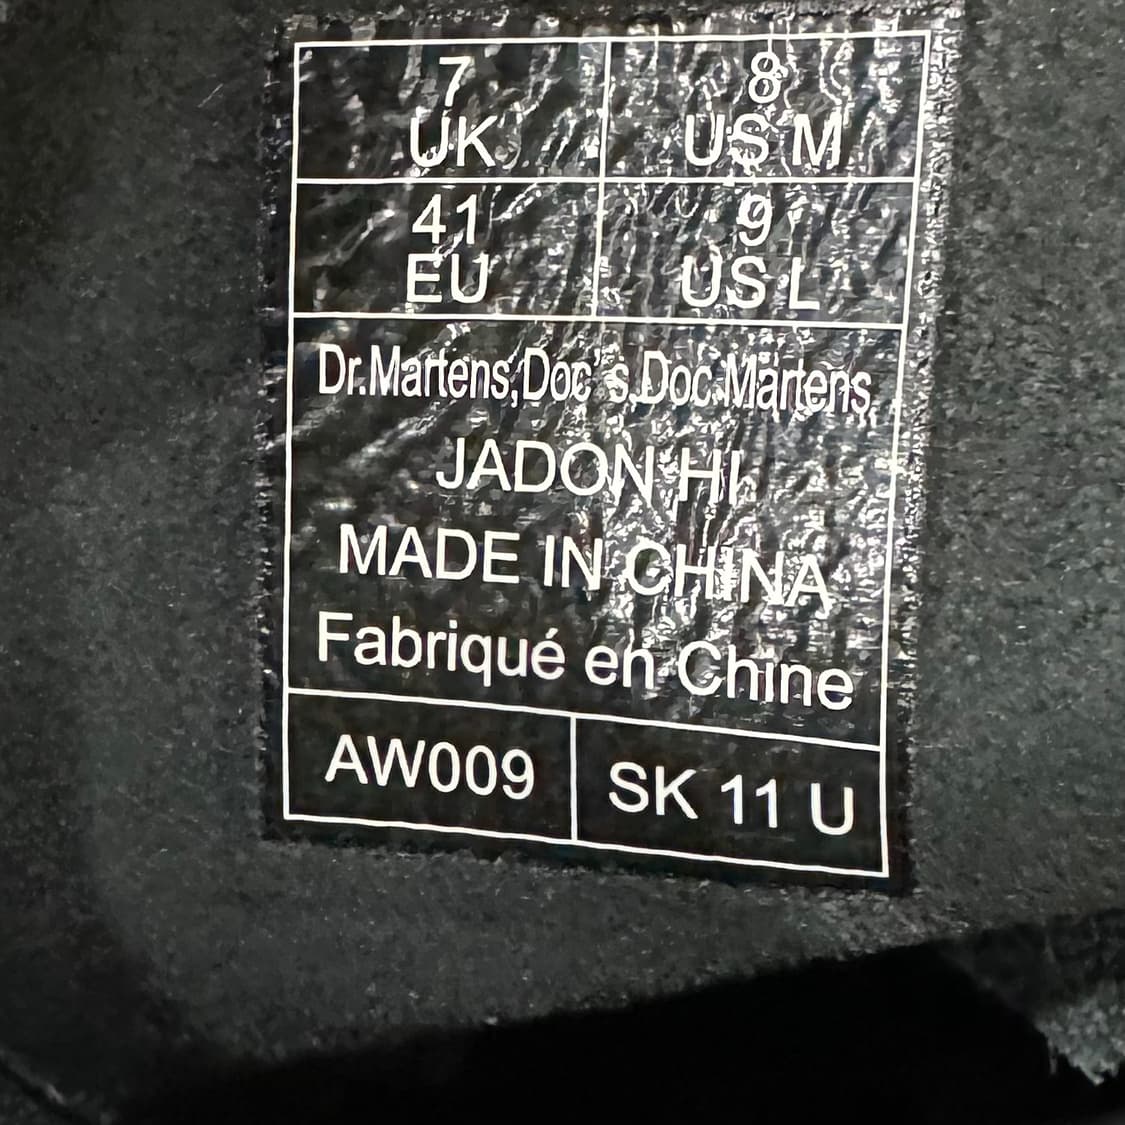 7
UK
8
US M
41
EU
9
US L
Dr.Martens,Doc's,Doc Martens,
JADON HI
MADE IN CHINA
Fabriqué en Chine
AW009
SK 11 U